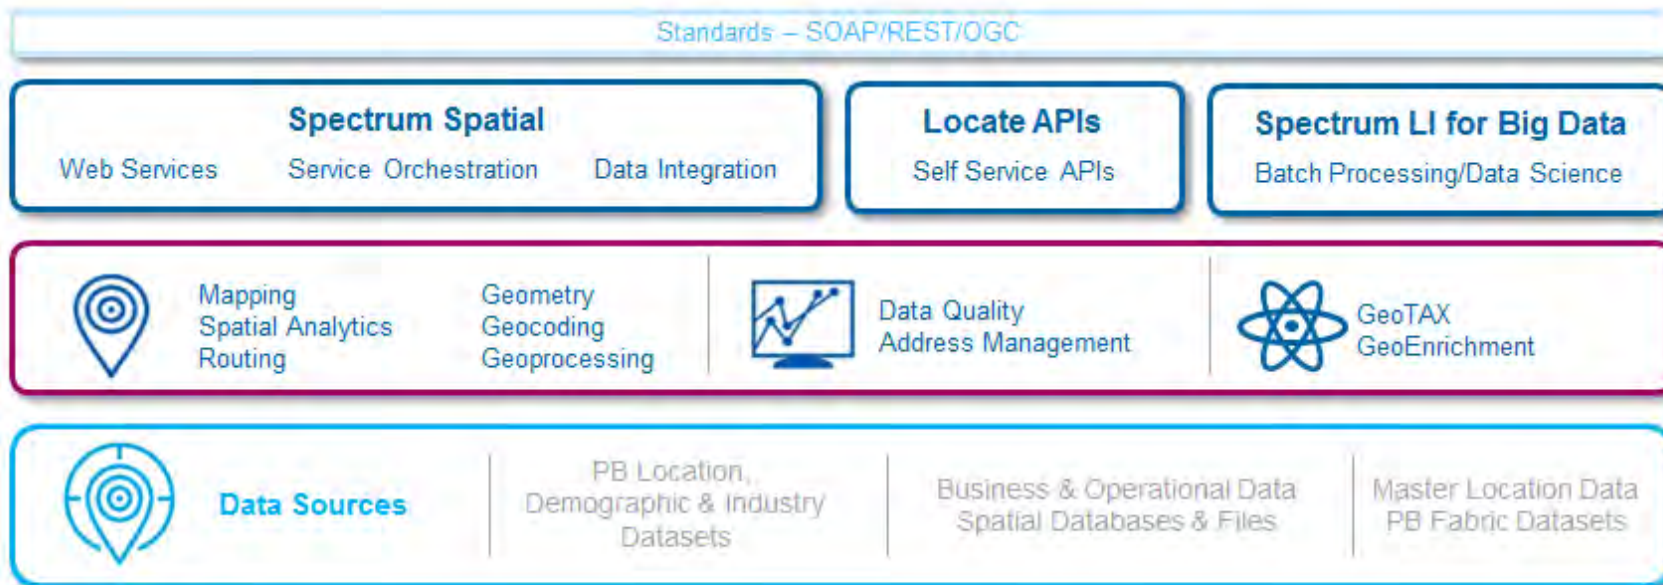 Standards – SOAP/REST/OGC
Spectrum Spatial
Web Services
Service Orchestration
Data Integration
Locate APIs
Self Service APIs
Spectrum LI for Big Data
Batch Processing/Data Science
Mapping
Spatial Analytics
Routing
Geometry
Geocoding
Geoprocessing
Data Quality
Address Management
GeoTAX
GeoEnrichment
Data Sources
PB Location,
Demographic & Industry
Datasets
Business & Operational Data
Spatial Databases & Files
Master Location Data
PB Fabric Datasets